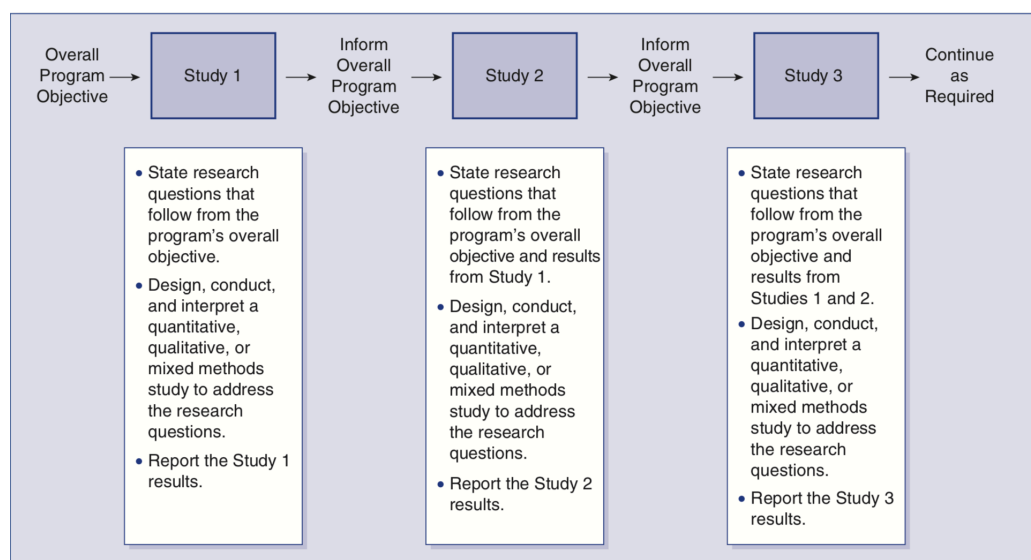 Overall
Program
Objective
Study 1
Inform
Overall
Program
Objective
Study 2
Inform
Overall
Program
Objective
Study 3
Continue
as
Required
• State research
questions that
follow from the
program's overall
objective.
• Design, conduct,
and interpret a
quantitative,
qualitative, or
mixed methods
study to address
the research
questions.
• Report the Study 1
results.
• State research
questions that
follow from the
program's overall
objective and results
from Study 1.
• Design, conduct,
and interpret a
quantitative,
qualitative, or
mixed methods
study to address
the research
questions.
• Report the Study 2
results.
• State research
questions that
follow from the
program's overall
objective and
results from
Studies 1 and 2.
• Design, conduct,
and interpret a
quantitative,
qualitative, or
mixed methods
study to address
the research
questions.
• Report the Study 3
results.